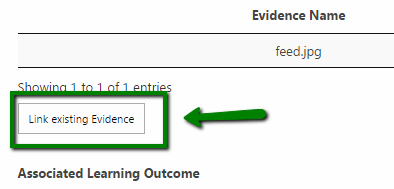 Evidence Name
feed.jpg
Showing 1 to 1 of 1 entries
Link existing Evidence
Associated Learning Outcome